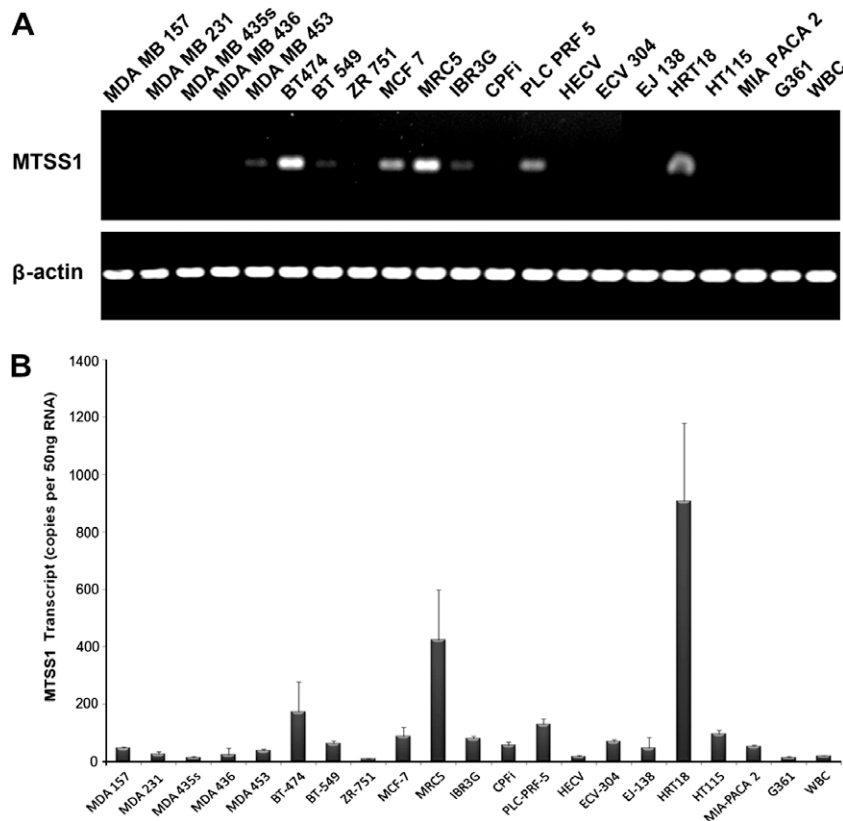 A
MDA MB 157
MDA MB 231
MDA MB 435s
MDA MB 436
MDA MB 453
BT474
BT 549
ZR 751
MCF 7
MRC5
IBR3G
CPFi
PLC PRF 5
HECV
ECV 304
EJ 138
HRT18
HT115
MIA PACA 2
G361
WBC
MTSS1
β-actin
B
MTSS1 Transcript (copies per 50ng RNA)
1400
1200
1000
800
600
400
200
0
MDA 157
MDA 231
MDA 435s
MDA 436
MDA 453
BT-474
BT-549
ZR-751
MCF-7
MRC5
IBR3G
CPFi
PLC-PRF-5
HECV
ECV-304
EJ-138
HRT18
HT115
MIA-PACA 2
G361
WBC